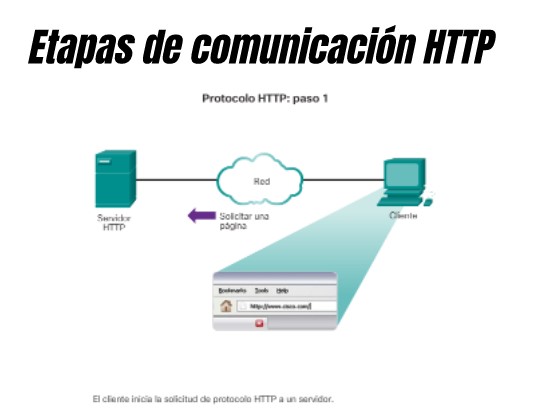 Etapas de comunicación HTTP
Protocolo HTTP: paso 1
Red
Servidor
HTTP
Solicitar una
página
Cliente
Bookmarks Tools Help
http://www.cisco.com/
El cliente inicia la solicitud de protocolo HTTP a un servidor.